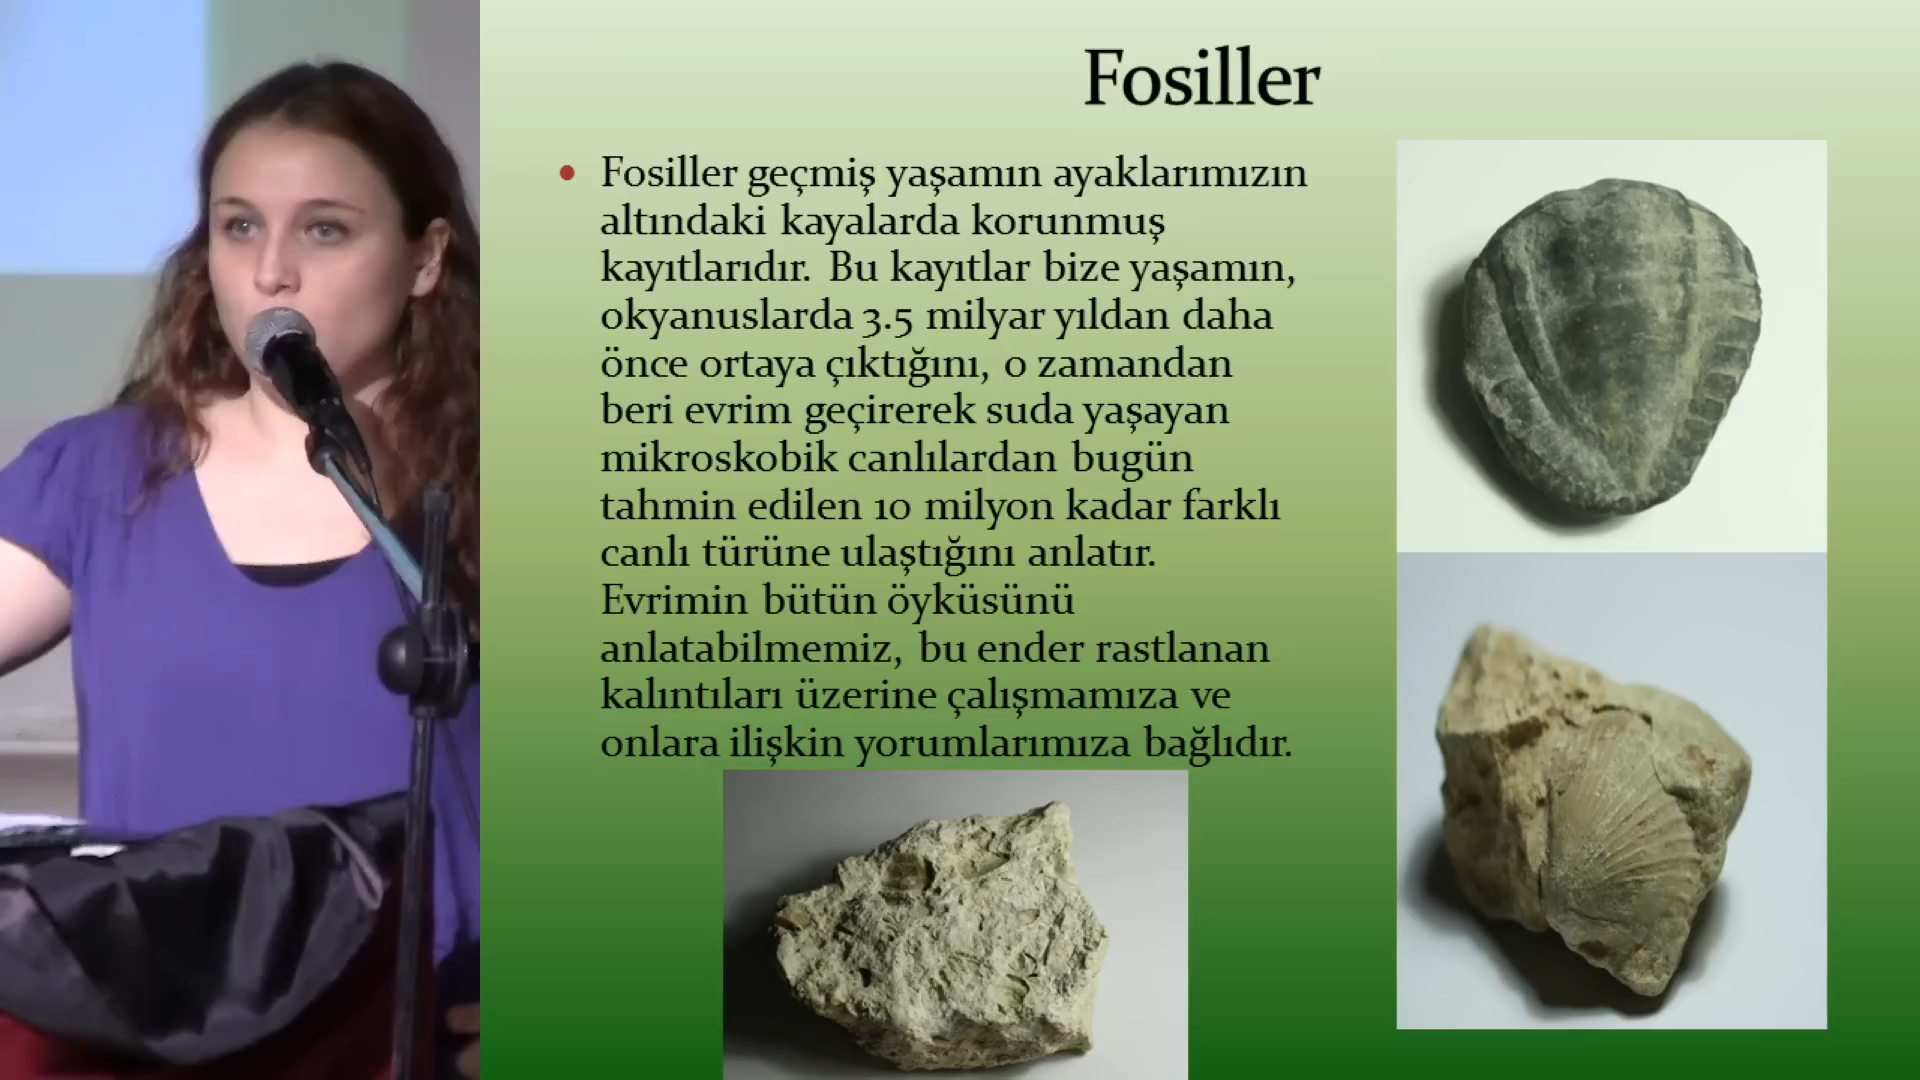 Fosiller
Fosiller geçmiş yaşamın ayaklarımızın
altındaki kayalarda korunmuş
kayıtlarıdır. Bu kayıtlar bize yaşamın,
okyanuslarda 3.5 milyar yıldan daha
önce ortaya çıktığını, o zamandan
beri evrim geçirerek suda yaşayan
mikroskobik canlılardan bugün
tahmin edilen 10 milyon kadar farklı
canlı türüne ulaştığını anlatır.
Evrimin bütün öyküsünü
anlatabilmemiz, bu ender rastlanan
kalıntıları üzerine çalışmamıza ve
onlara ilişkin yorumlarımıza bağlıdır.